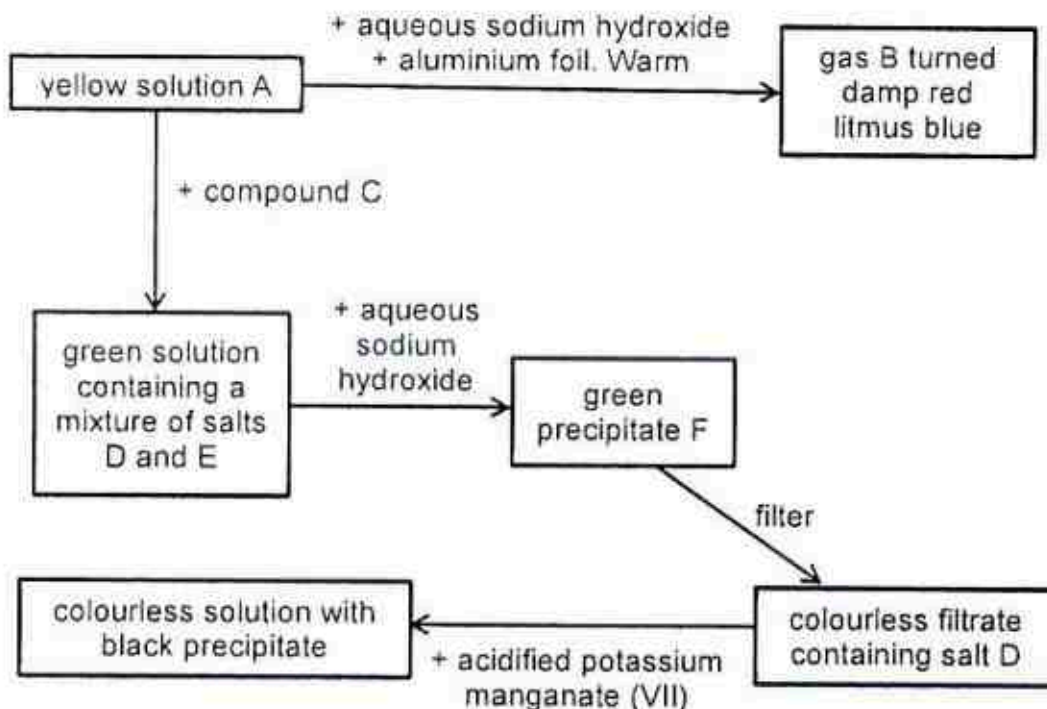 + aqueous sodium hydroxide
+ aluminium foil. Warm
yellow solution A
gas B turned
damp red
litmus blue
+ compound C
green solution
containing a
mixture of salts
D and E
+ aqueous
sodium
hydroxide
green
precipitate F
filter
colourless solution with
black precipitate
+ acidified potassium
manganate (VII)
colourless filtrate
containing salt D